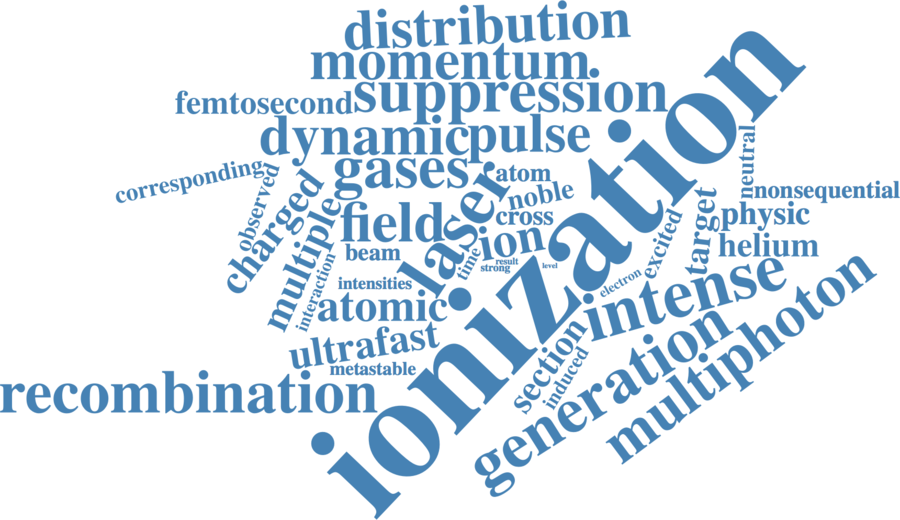 distribution
momentum
femtosecond
suppression
dynamic
pulse
gases
corresponding
observed
charged
multiple
interaction
field
beam
intensities
atomic
ultrafast
metastable
recombination
laser
time
atom
noble
cross
ion
result
strong
level
ionization
neutral
nonsequential
physic
helium
target
excited
electron
intense
section
induced
generation
multiphoton